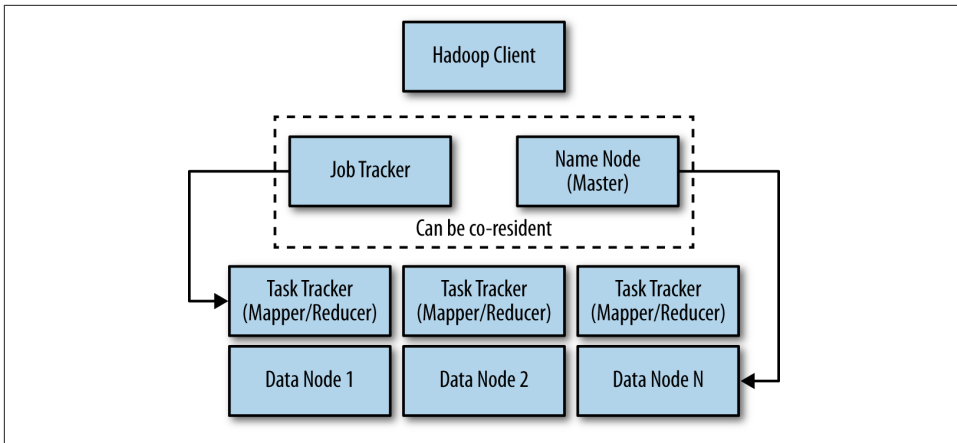 Hadoop Client
Job Tracker
Name Node
(Master)
Can be co-resident
Task Tracker
(Mapper/Reducer)
Task Tracker
(Mapper/Reducer)
Task Tracker
(Mapper/Reducer)
Data Node 1
Data Node 2
Data Node N